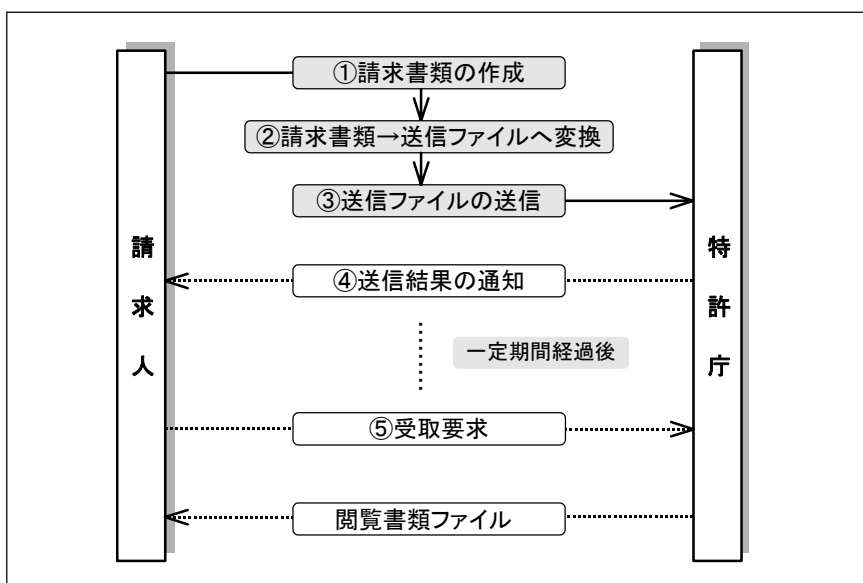 ①請求書類の作成
②請求書類→送信ファイルへ変換
③送信ファイルの送信
請求人
特許庁
④送信結果の通知
一定期間経過後
⑤受取要求
閲覧書類ファイル